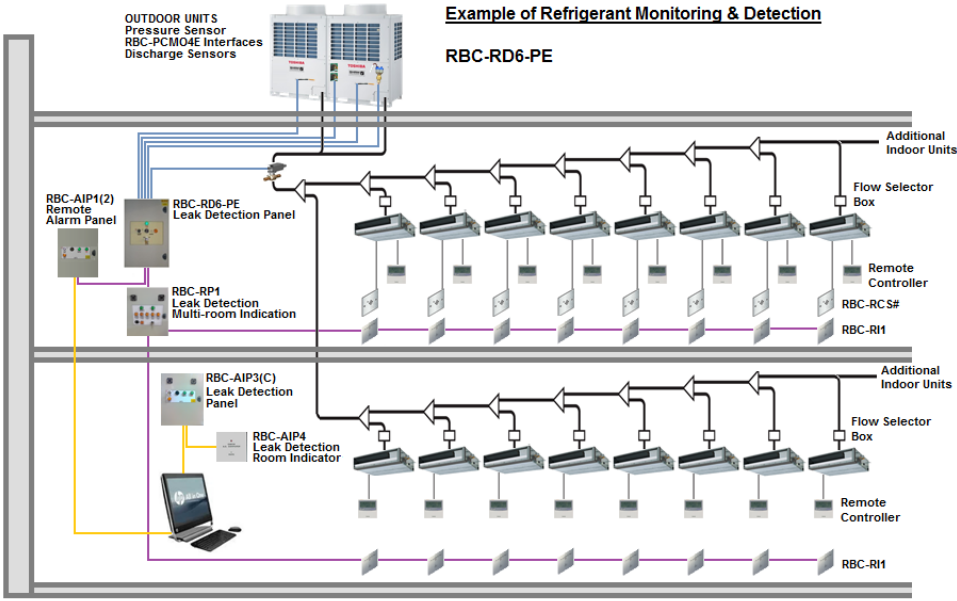 Example of Refrigerant Monitoring & Detection
RBC-RD6-PE
OUTDOOR UNITS
Pressure Sensor
RBC-PCMO4E Interfaces
Discharge Sensors
TOSHIBA
TOSHIBA
Additional
Indoor Units
Flow Selector
Box
RBC-AIP1(2)
Remote
Alarm Panel
RBC-RD6-PE
Leak Detection Panel
Remote
Controller
RBC-RP1
Leak Detection
Multi-room Indication
RBC-RCS#
RBC-RI1
RBC-AIP3(C)
Leak Detection
Panel
Additional
Indoor Units
Flow Selector
Box
RBC-AIP4
Leak Detection
Room Indicator
hp
Remote
Controller
RBC-RI1